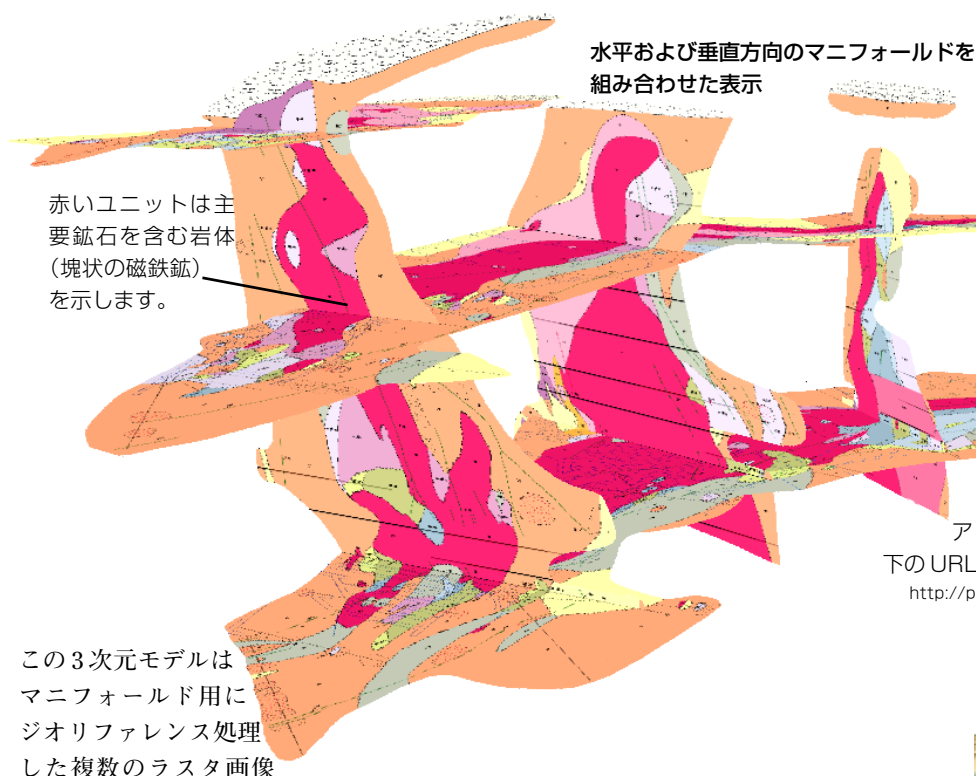 水平および垂直方向のマニフォールドを
組み合わせた表示
赤いユニットは主
要鉱石を含む岩体
(塊状の磁鉄鉱)
を示します。
ア
下の URL
http://p
この3次元モデルは
マニフォールド用に
ジオリファレンス処理
した複数のラスタ画像